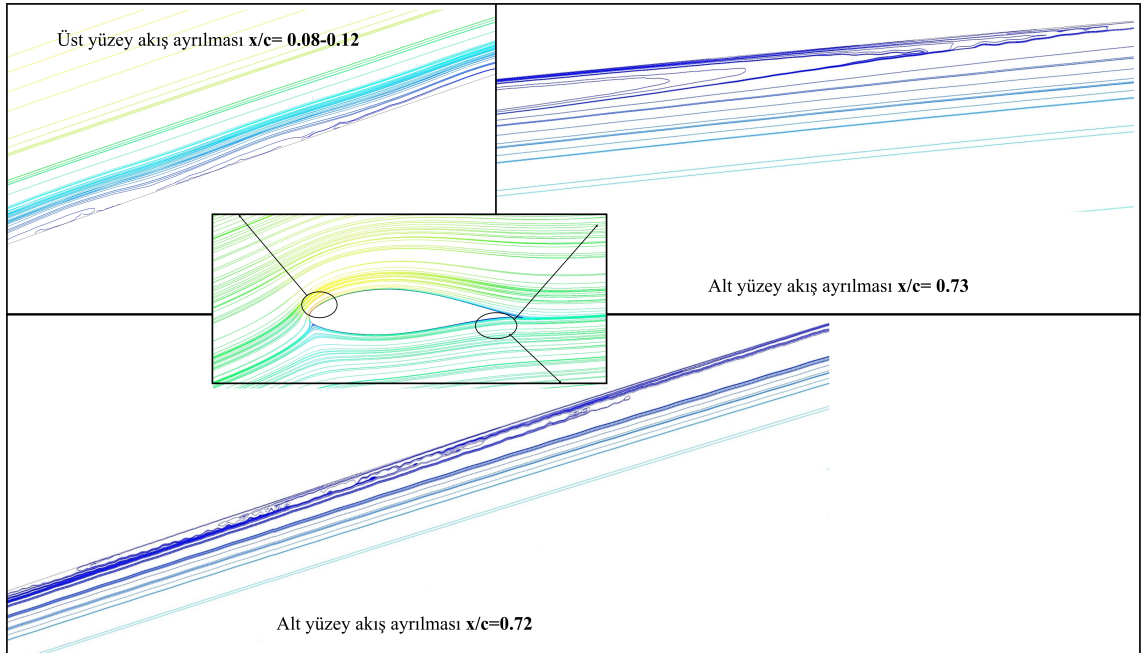 Üst yüzey akış ayrılması x/c= 0.08-0.12
Alt yüzey akış ayrılması x/c= 0.73
Alt yüzey akış ayrılması x/c=0.72